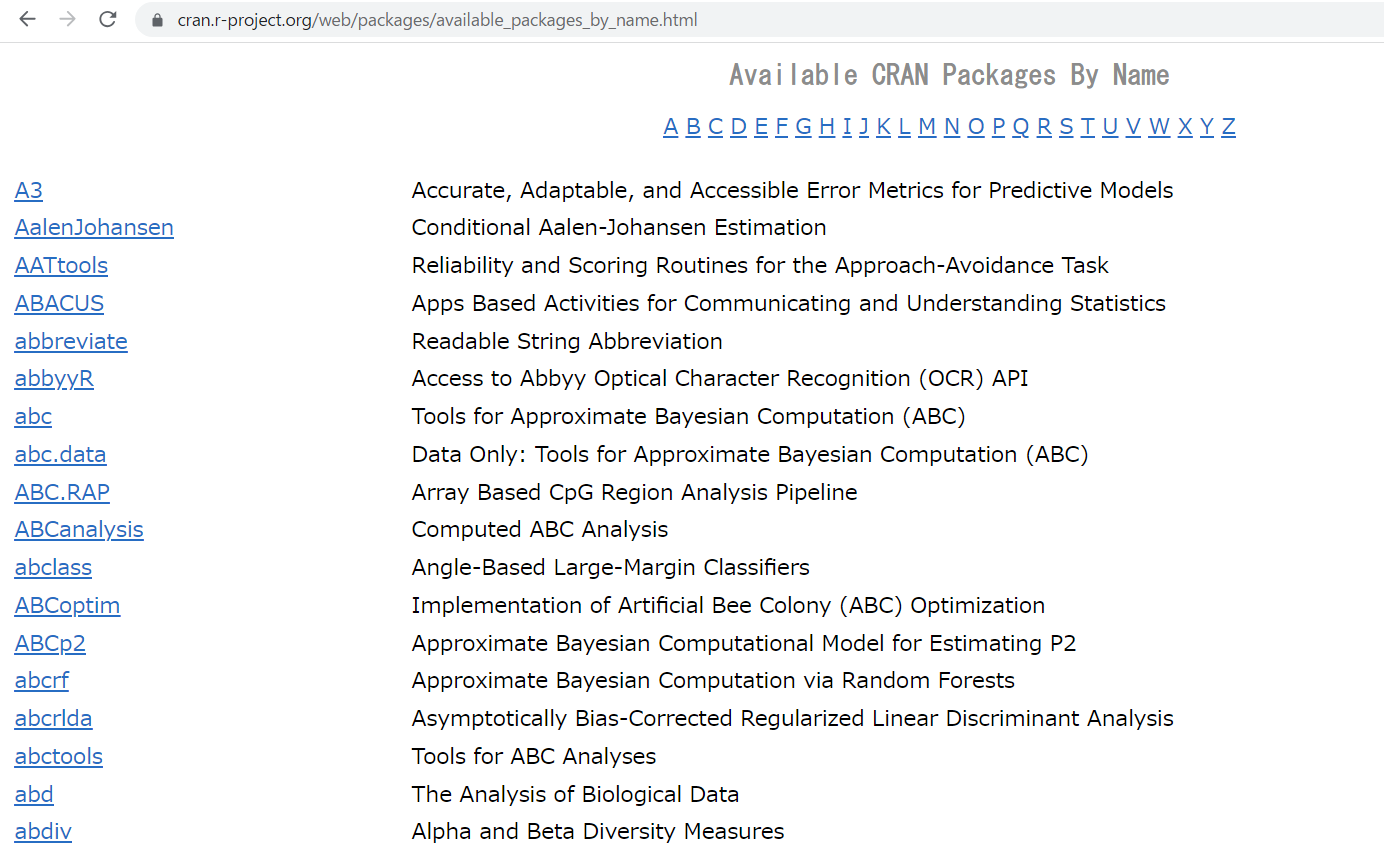 cran.r-project.org/web/packages/available_packages_by_name.html
Available CRAN Packages By Name
A B C D E F G H I J K L M N O P Q R S T U V W X Y Z
A3 Accurate, Adaptable, and Accessible Error Metrics for Predictive Models
AalenJohansen Conditional Aalen-Johansen Estimation
AATtools Reliability and Scoring Routines for the Approach-Avoidance Task
ABACUS Apps Based Activities for Communicating and Understanding Statistics
abbreviate Readable String Abbreviation
abbyyR Access to Abbyy Optical Character Recognition (OCR) API
abc Tools for Approximate Bayesian Computation (ABC)
abc.data Data Only: Tools for Approximate Bayesian Computation (ABC)
ABC.RAP Array Based CpG Region Analysis Pipeline
ABCanalysis Computed ABC Analysis
abclass Angle-Based Large-Margin Classifiers
ABCoptim Implementation of Artificial Bee Colony (ABC) Optimization
ABCp2 Approximate Bayesian Computational Model for Estimating P2
abcrf Approximate Bayesian Computation via Random Forests
abcrlda Asymptotically Bias-Corrected Regularized Linear Discriminant Analysis
abctools Tools for ABC Analyses
abd The Analysis of Biological Data
abdiv Alpha and Beta Diversity Measures